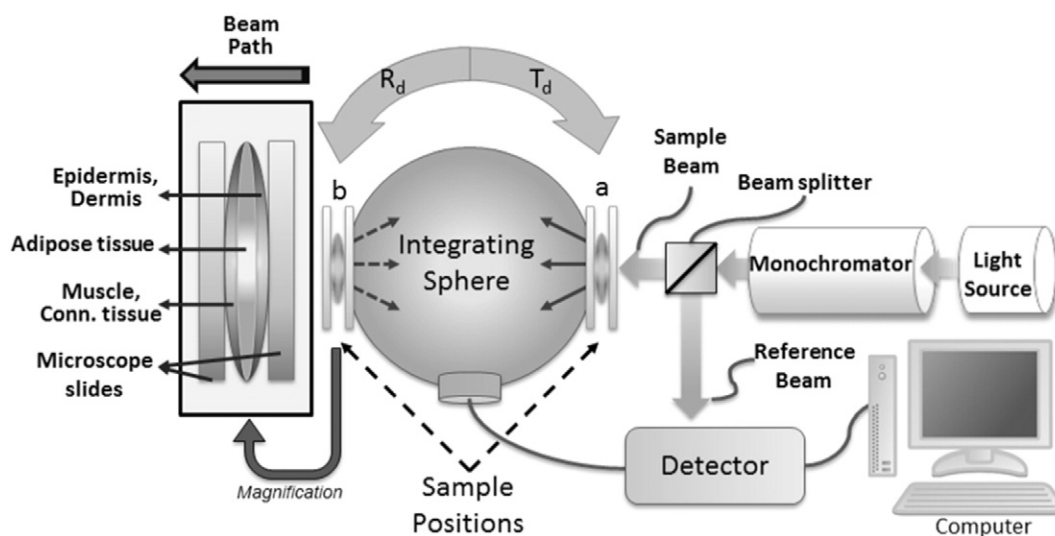 Beam
Path
R_d
T_d
Sample
Beam
Beam splitter
b
a
Epidermis,
Dermis
Adipose tissue
Muscle,
Conn. tissue
Microscope
slides
Integrating
Sphere
Monochromator
Light
Source
Reference
Beam
Magnification
Sample
Positions
Detector
Computer